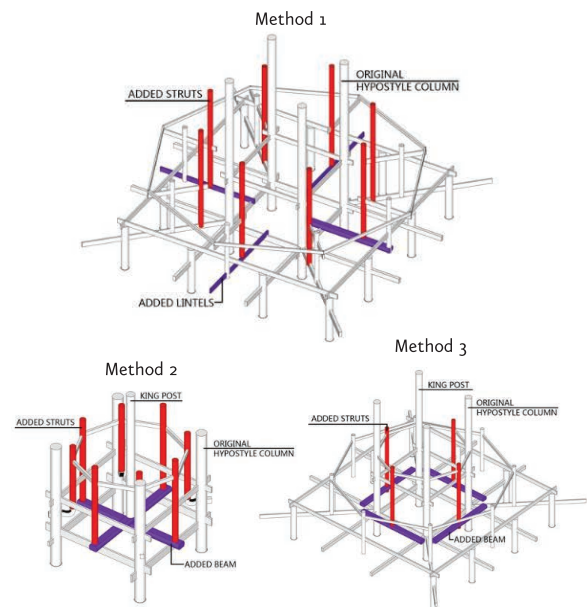 Method 1
ORIGINAL
HYPOSTYLE COLUMN
ADDED STRUTS
ADDED LINTELS
Method 2
KING POST
ADDED STRUTS
ORIGINAL
HYPOSTYLE COLUMN
ADDED BEAM
Method 3
KING POST
ORIGINAL
HYPOSTYLE COLUMN
ADDED STRUTS
ADDED BEAM